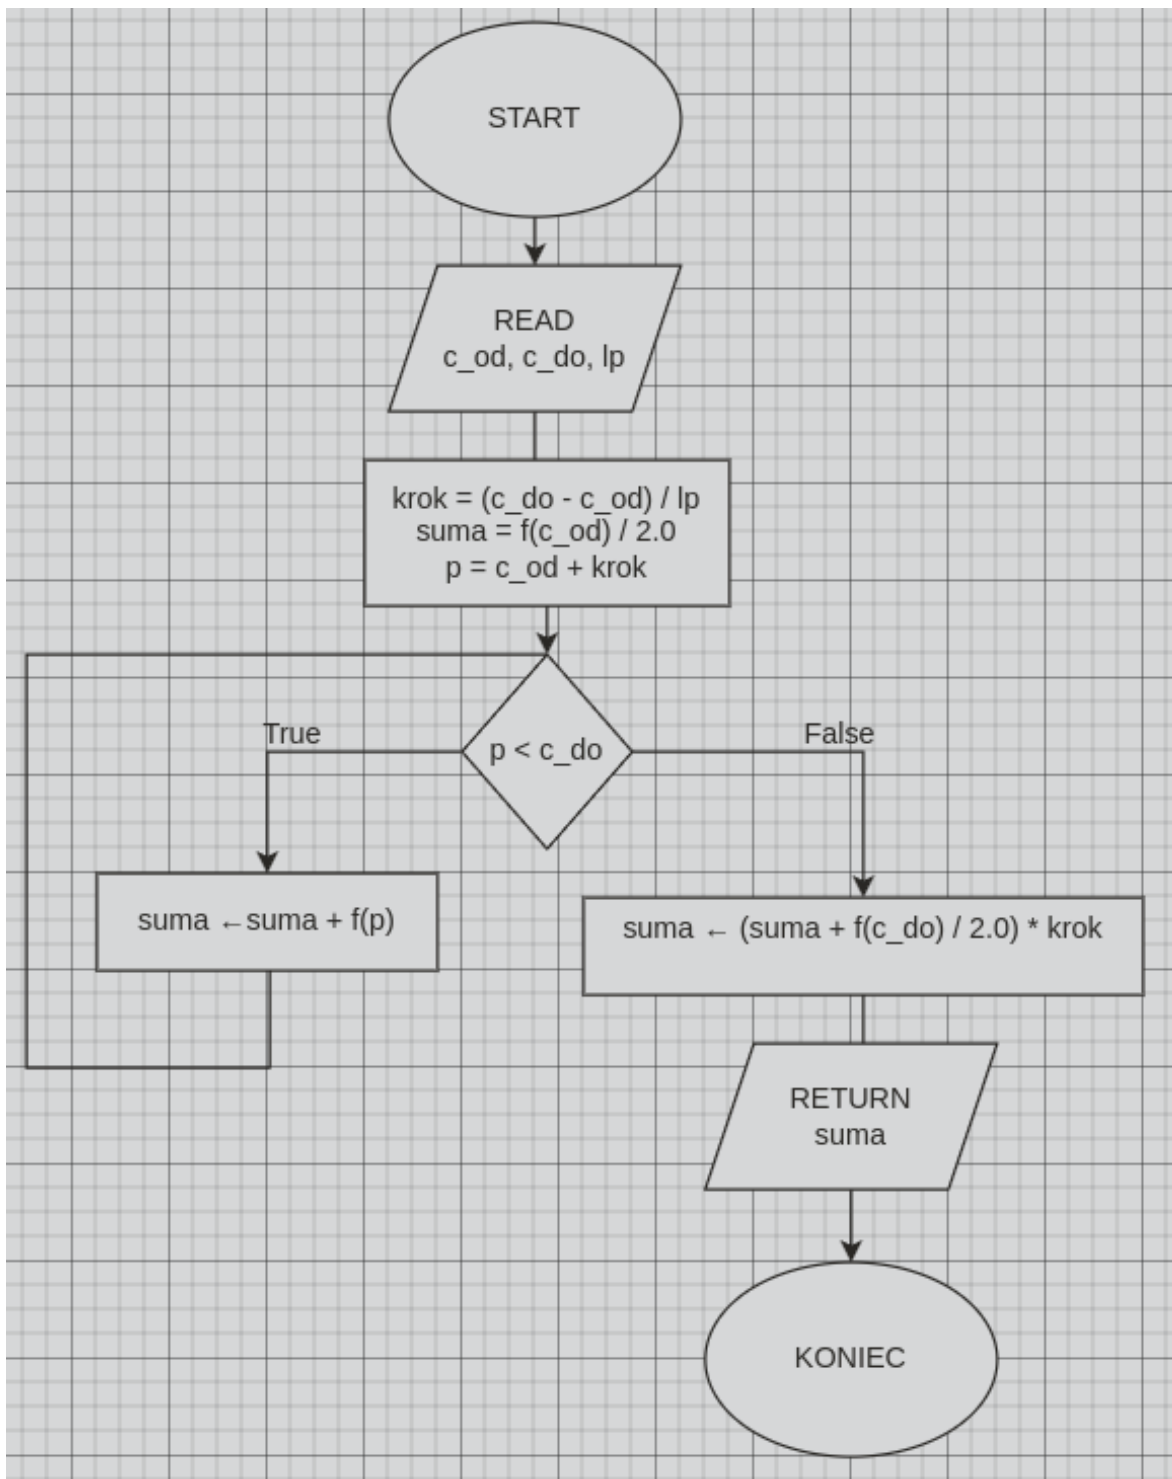 START
READ
c_od, c_do, lp
krok = (c_do - c_od) / lp
suma = f(c_od) / 2.0
p = c_od + krok
True
p < c_do
False
suma ←suma + f(p)
suma ← (suma + f(c_do) / 2.0) * krok
RETURN
suma
KONIEC